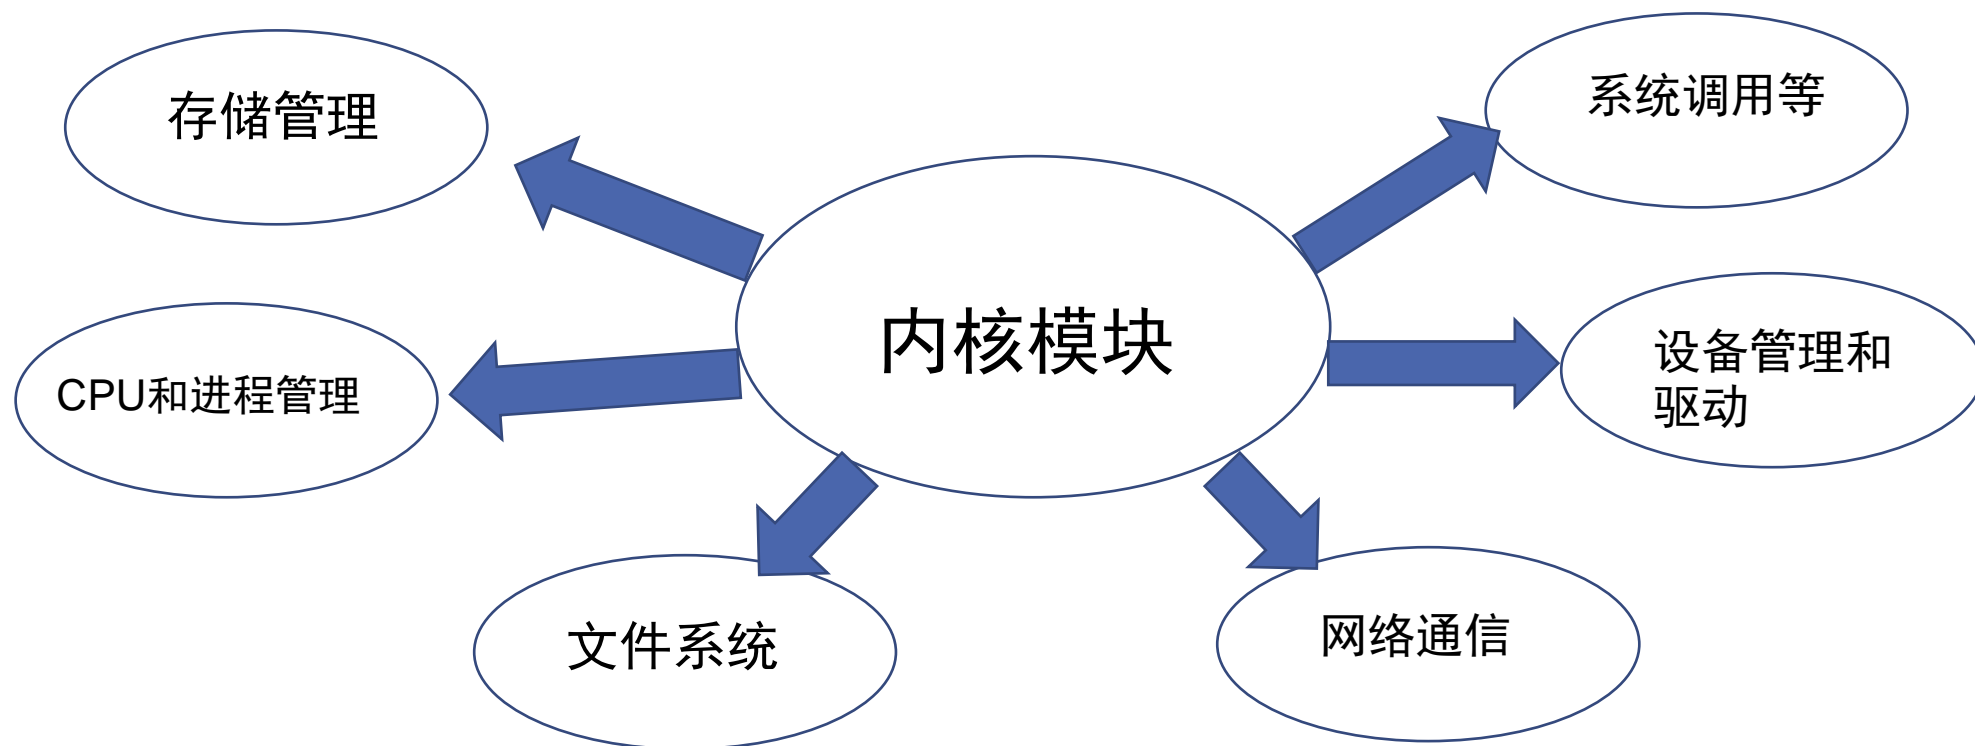 存储管理
系统调用等
内核模块
CPU和进程管理
设备管理和
驱动
文件系统
网络通信